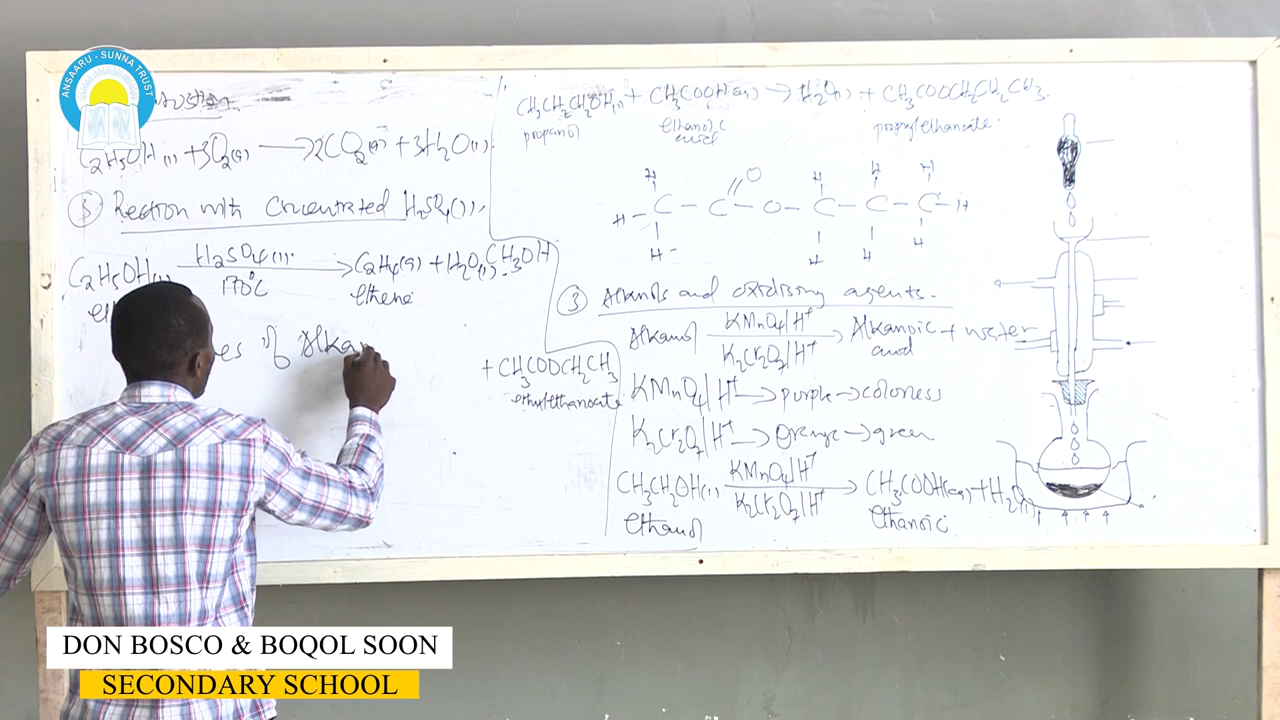 ANSAARU - SUNNA TRUST
C2H5OH(l) + 3O2(g) → 2CO2(g) + 3H2O(l)
⑤ Reaction with Concentrated H2SO4(l).
C2H5OH(l) H2SO4(l) 170°C → C2H4(g) + H2O(l)
ethene
of Alkan
CH3OH
+ CH3COOCH2CH3
ethylethanoate
CH3CH2CH2OH(l) + CH3COOH(aq) → H2O(l) + CH3COOCH2CH2CH3.
propanol ethanoic acid propylethanoate
H O H H H
H - C - C - O - C - C - C - H
H H H H
③ Alkanols and oxidising agents.
Alkanol KMnO4/H+ K2Cr2O7/H+ → Alkanoic acid + water
KMnO4/H+ → purple → colorless
K2Cr2O7/H+ → Orange → green
CH3CH2OH(l) KMnO4/H+ K2Cr2O7/H+ → CH3COOH(aq) + H2O(l)
ethanol ethanoic
DON BOSCO & BOQOL SOON
SECONDARY SCHOOL